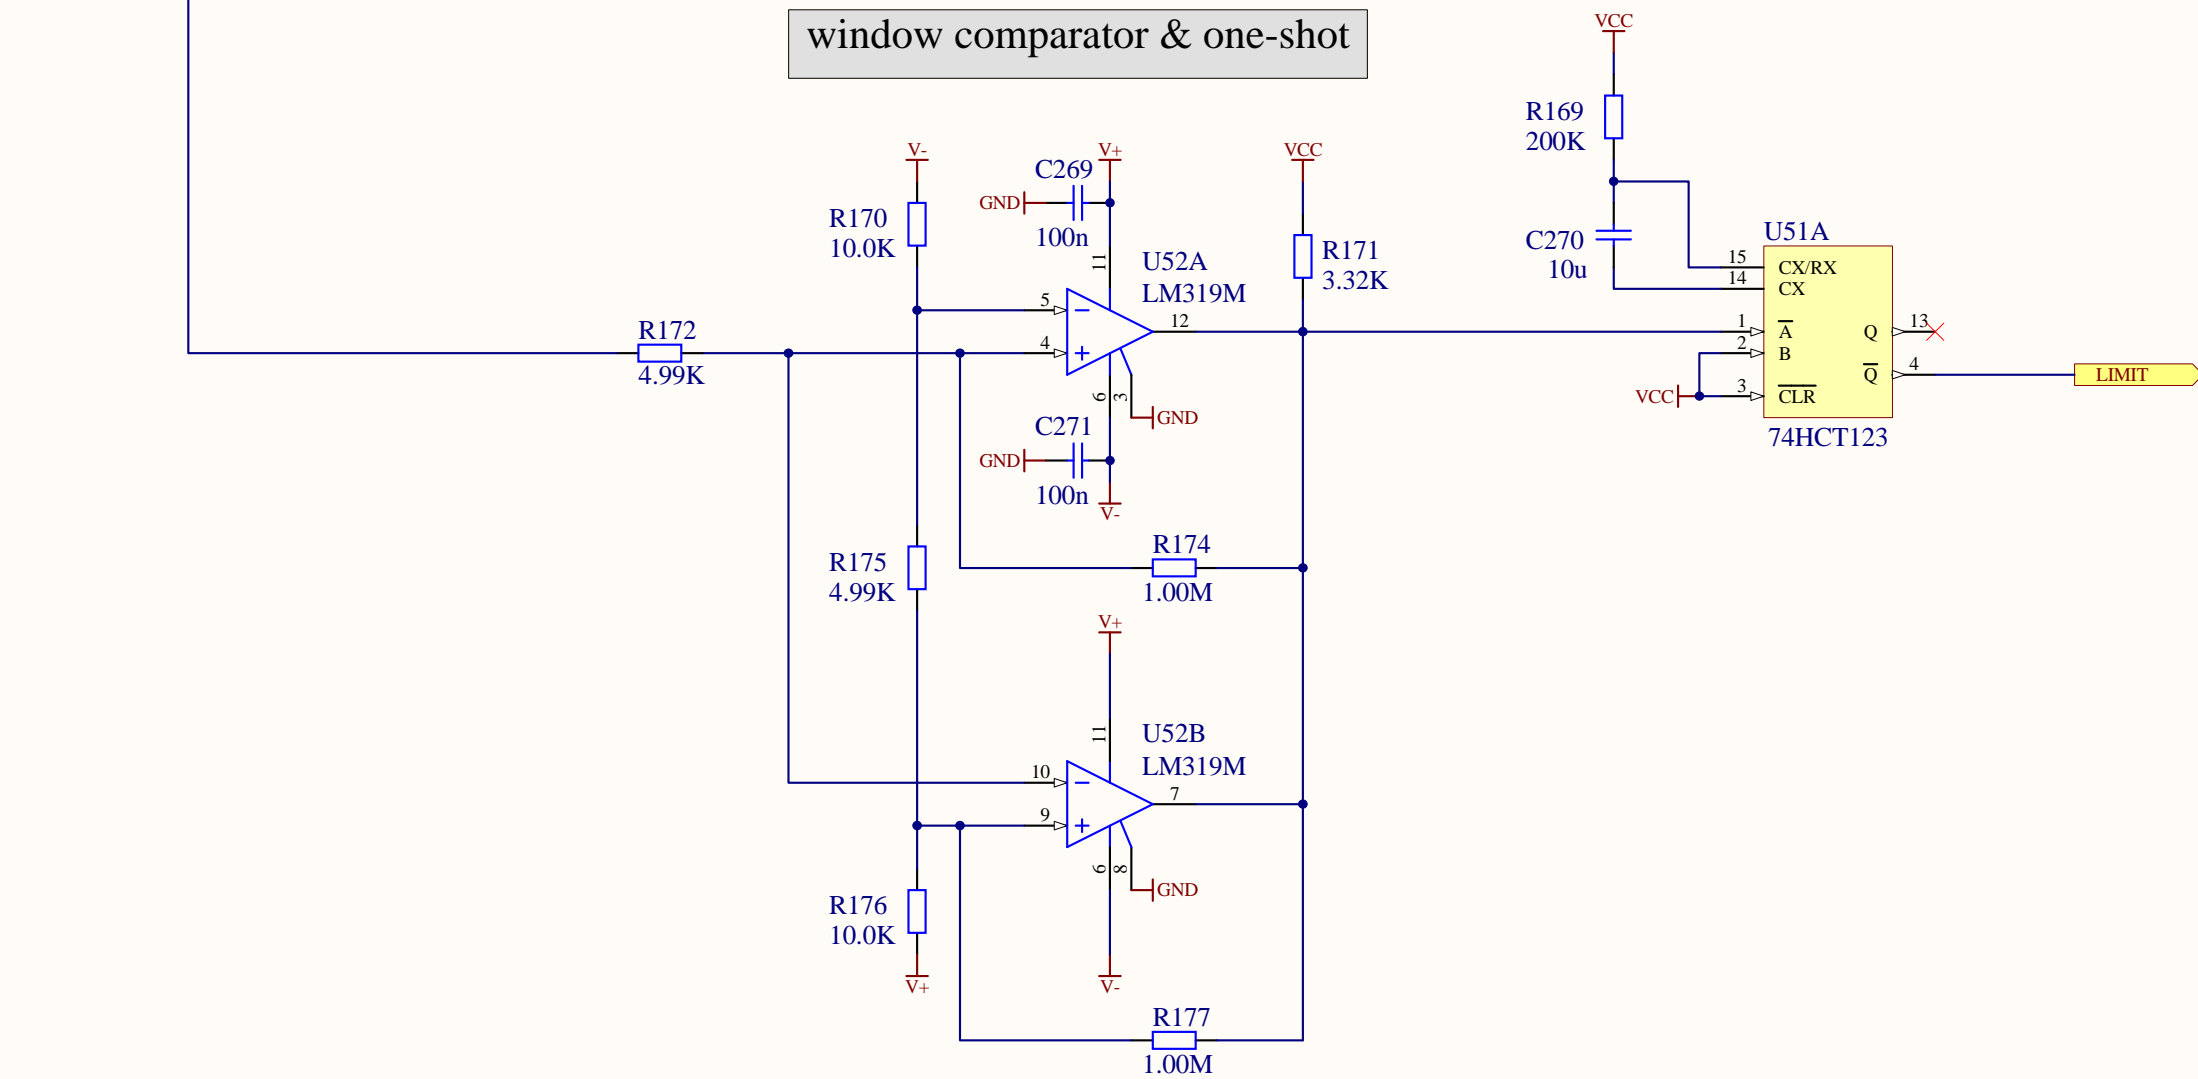 window comparator & one-shot
VCC
R169
200K
V-
C269
V+
VCC
GND
100n
R170
10.0K
11
U52A
LM319M
R171
3.32K
C270
10u
U51A
15
CX/RX
14
CX
5
4
12
1
A
Q
13
2
B
Q
4
LIMIT
VCC
3
CLR
74HCT123
R172
4.99K
6
3
GND
C271
GND
100n
V-
R174
1.00M
R175
4.99K
V+
11
U52B
LM319M
10
9
7
6
8
GND
R176
10.0K
V+
V-
R177
1.00M